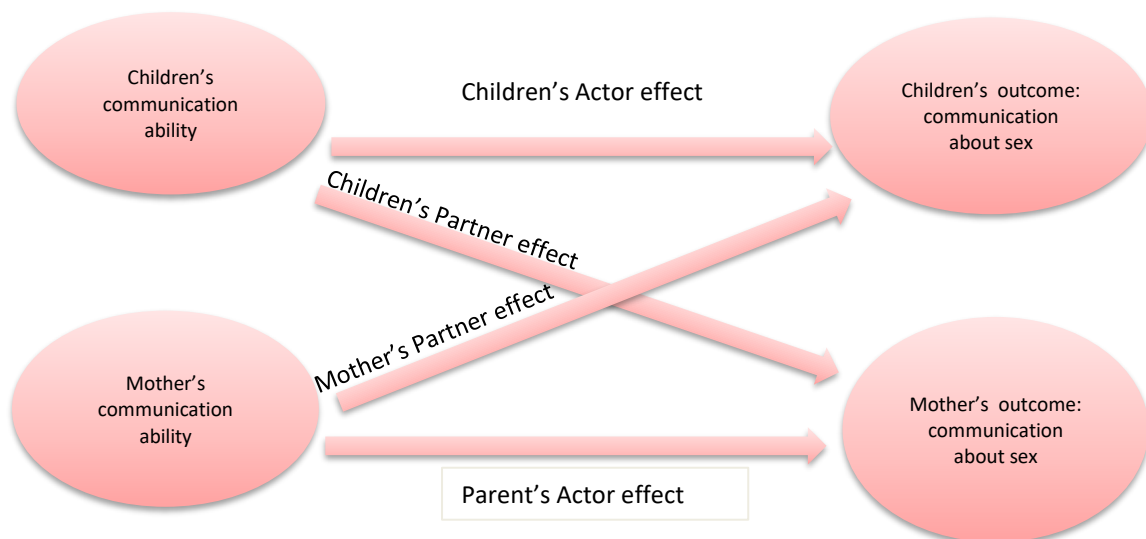 Children's
communication
ability
Children's Actor effect
Children's outcome:
communication
about sex
Children's Partner effect
Mother's Partner effect
Mother's
communication
ability
Mother's outcome:
communication
about sex
Parent's Actor effect